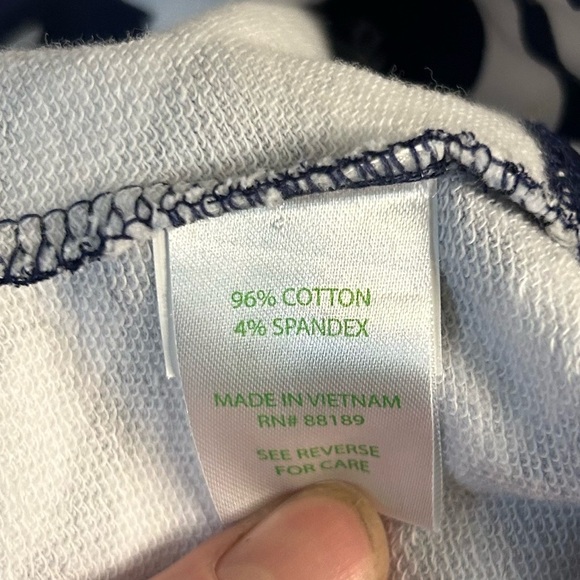 96% COTTON
4% SPANDEX
MADE IN VIETNAM
RN# 88189
SEE REVERSE
FOR CARE